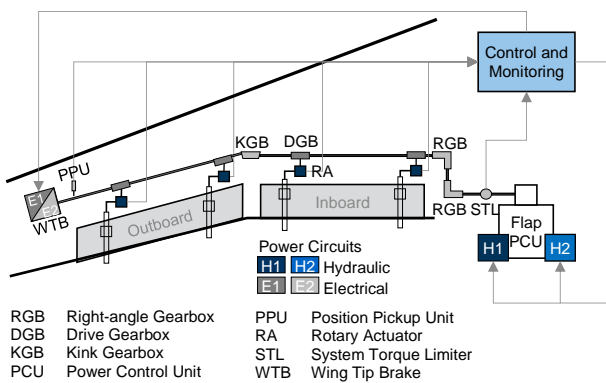 Control and
Monitoring
KGB
DGB
RGB
PPU
RA
E1
E2
WTB
Outboard
Inboard
RGB
STL
Flap
PCU
H1
H2
Power Circuits
H1 H2 Hydraulic
E1 E2 Electrical
RGB Right-angle Gearbox
DGB Drive Gearbox
KGB Kink Gearbox
PCU Power Control Unit
PPU Position Pickup Unit
RA Rotary Actuator
STL System Torque Limiter
WTB Wing Tip Brake